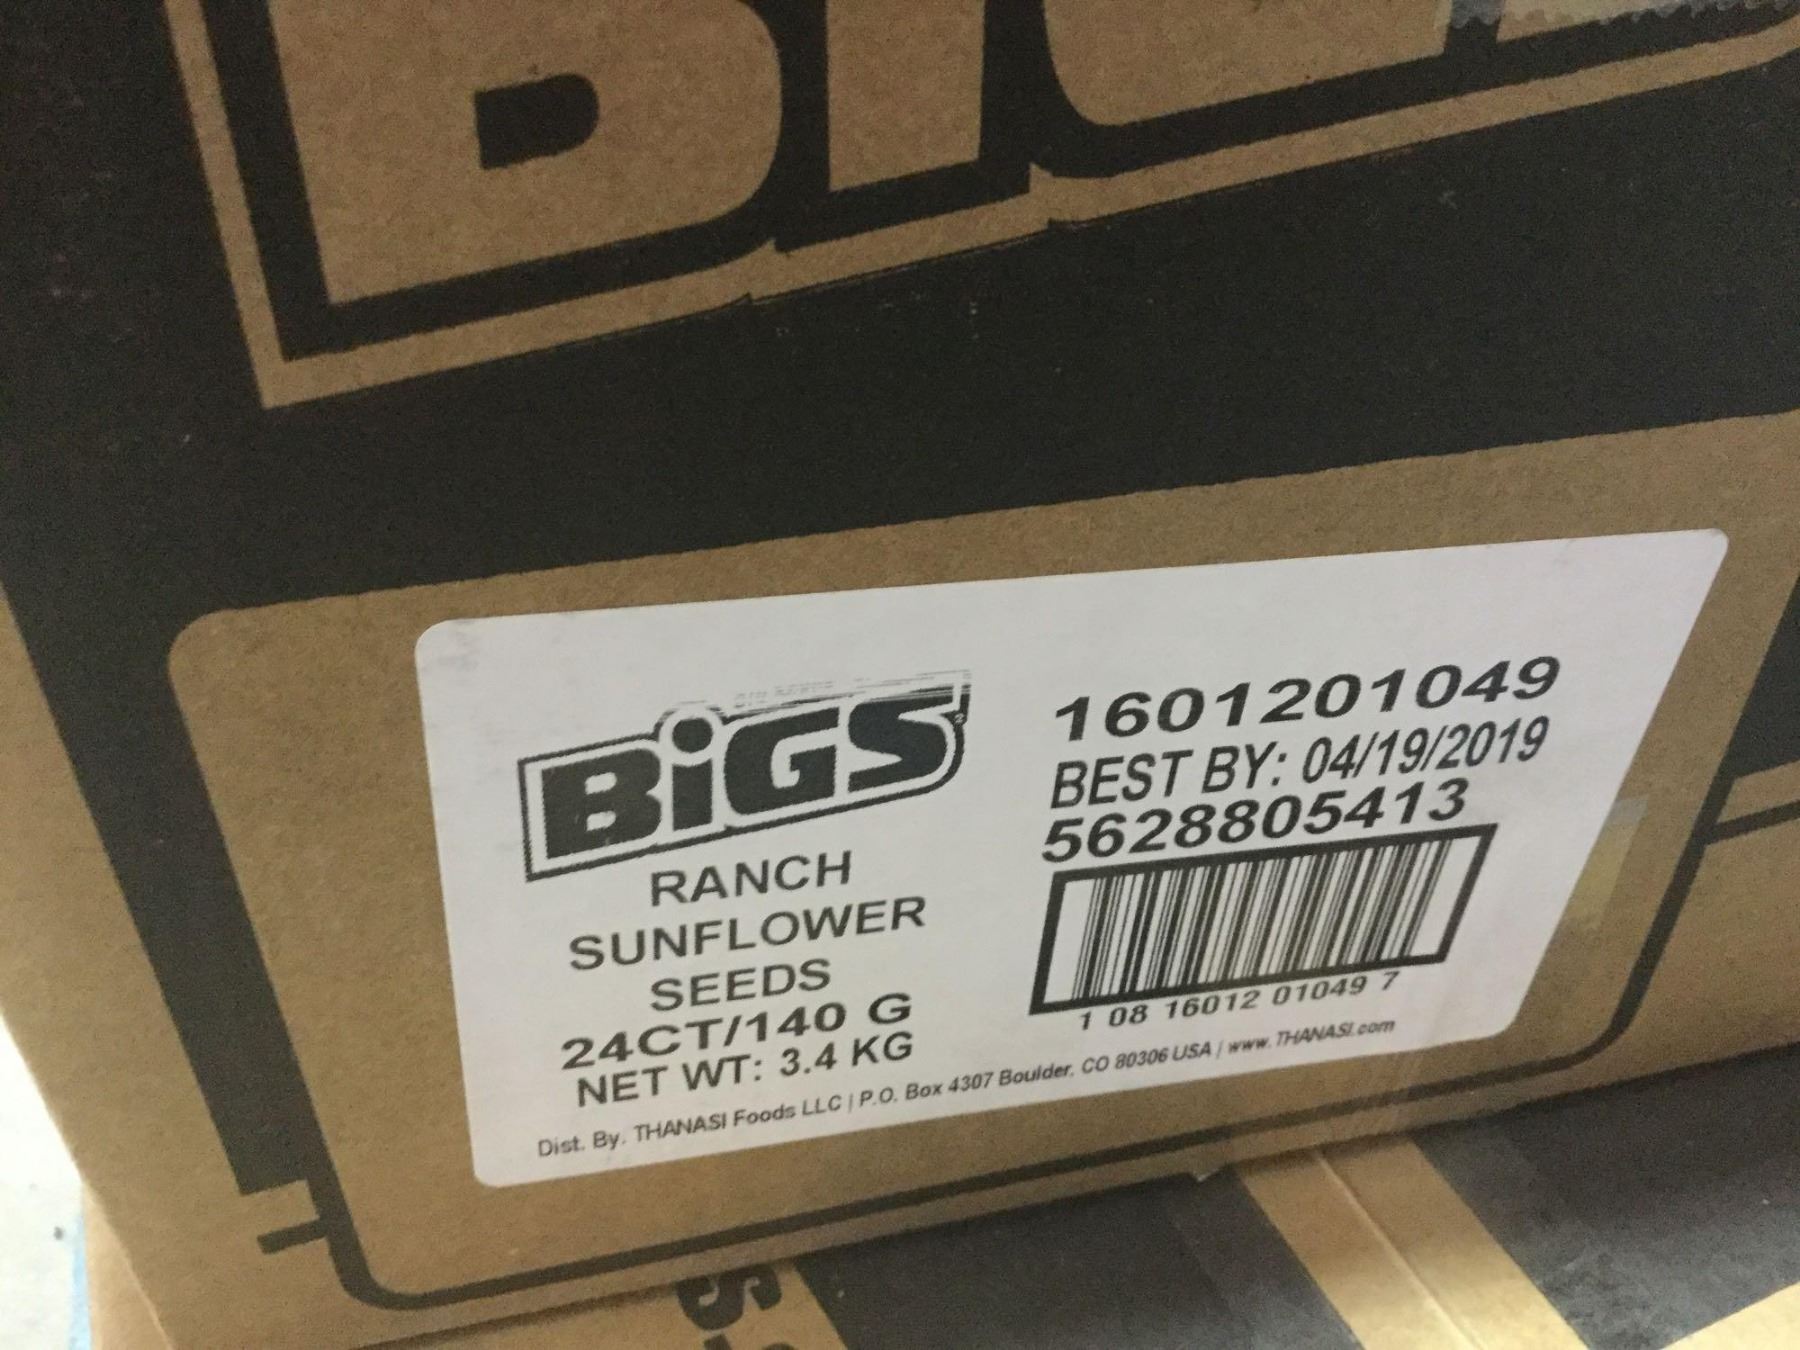 BiGS
BiGS
RANCH
SUNFLOWER
SEEDS
24CT/140 G
NET WT: 3.4 KG
1601201049
BEST BY: 04/19/2019
5628805413
1 08 16012 01049 7
Dist. By. THANASI Foods LLC | P.O. Box 4307 Boulder, CO 80306 USA | www.THANASI.com